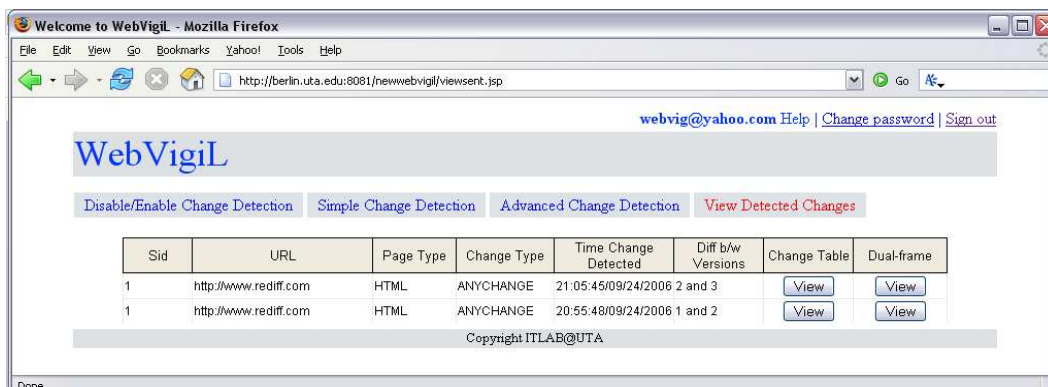 Welcome to WebVigiL - Mozilla Firefox
File Edit View Go Bookmarks Yahoo! Tools Help
http://berlin.uta.edu:8081/newwebvigil/viewsent.jsp Go
webvig@yahoo.com Help | Change password | Sign out
WebVigiL
Disable/Enable Change Detection Simple Change Detection Advanced Change Detection View Detected Changes
Sid URL Page Type Change Type Time Change Detected Diff b/w Versions Change Table Dual-frame
1 http://www.rediff.com HTML ANYCHANGE 21:05:45/09/24/2006 2 and 3 View View
1 http://www.rediff.com HTML ANYCHANGE 20:55:48/09/24/2006 1 and 2 View View
Copyright ITLAB@UTA
Done